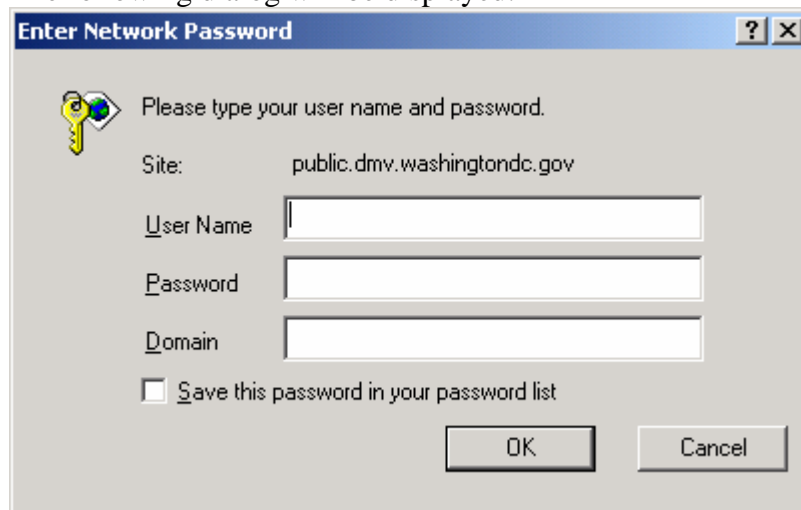 Enter Network Password
Please type your user name and password.
Site: public.dmv.washingtondc.gov
User Name
Password
Domain
Save this password in your password list
OK Cancel